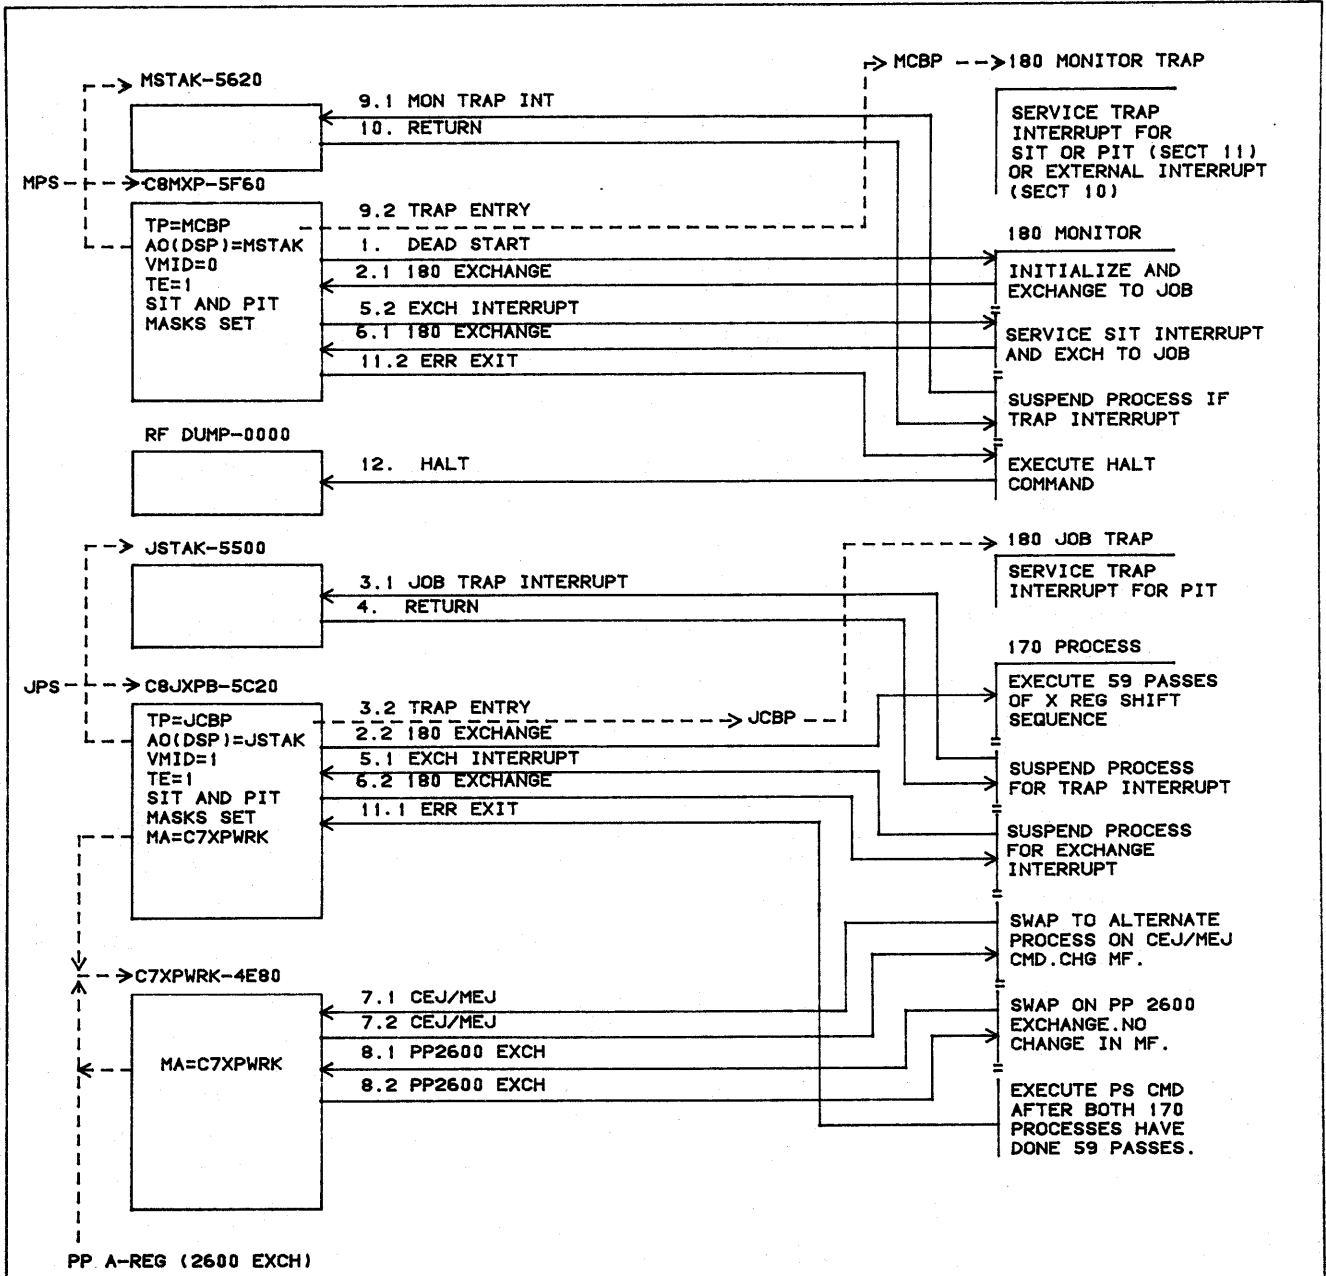 MCBP
180 MONITOR TRAP
MSTAK-5620
9.1 MON TRAP INT
10. RETURN
SERVICE TRAP
INTERRUPT FOR
SIT OR PIT (SECT 11)
OR EXTERNAL INTERRUPT
(SECT 10)
MPS
C8MXP-5F60
TP=MCBP
AO(DSP)=MSTAK
VMID=0
TE=1
SIT AND PIT
MASKS SET
9.2 TRAP ENTRY
1. DEAD START
2.1 180 EXCHANGE
5.2 EXCH INTERRUPT
6.1 180 EXCHANGE
11.2 ERR EXIT
180 MONITOR
INITIALIZE AND
EXCHANGE TO JOB
SERVICE SIT INTERRUPT
AND EXCH TO JOB
SUSPEND PROCESS IF
TRAP INTERRUPT
RF DUMP-0000
12. HALT
EXECUTE HALT
COMMAND
JSTAK-5500
180 JOB TRAP
3.1 JOB TRAP INTERRUPT
4. RETURN
SERVICE TRAP
INTERRUPT FOR PIT
170 PROCESS
JPS
C8JXPB-5C20
TP=JCBP
AO(DSP)=JSTAK
VMID=1
TE=1
SIT AND PIT
MASKS SET
MA=C7XPWRK
3.2 TRAP ENTRY
JCBP
2.2 180 EXCHANGE
5.1 EXCH INTERRUPT
6.2 180 EXCHANGE
11.1 ERR EXIT
EXECUTE 59 PASSES
OF X REG SHIFT
SEQUENCE
SUSPEND PROCESS
FOR TRAP INTERRUPT
SUSPEND PROCESS
FOR EXCHANGE
INTERRUPT
C7XPWRK-4E80
MA=C7XPWRK
7.1 CEJ/MEJ
7.2 CEJ/MEJ
8.1 PP2600 EXCH
8.2 PP2600 EXCH
SWAP TO ALTERNATE
PROCESS ON CEJ/MEJ
CMD.CHG MF.
SWAP ON PP 2600
EXCHANGE.NO
CHANGE IN MF.
EXECUTE PS CMD
AFTER BOTH 170
PROCESSES HAVE
DONE 59 PASSES.
PP A-REG (2600 EXCH)